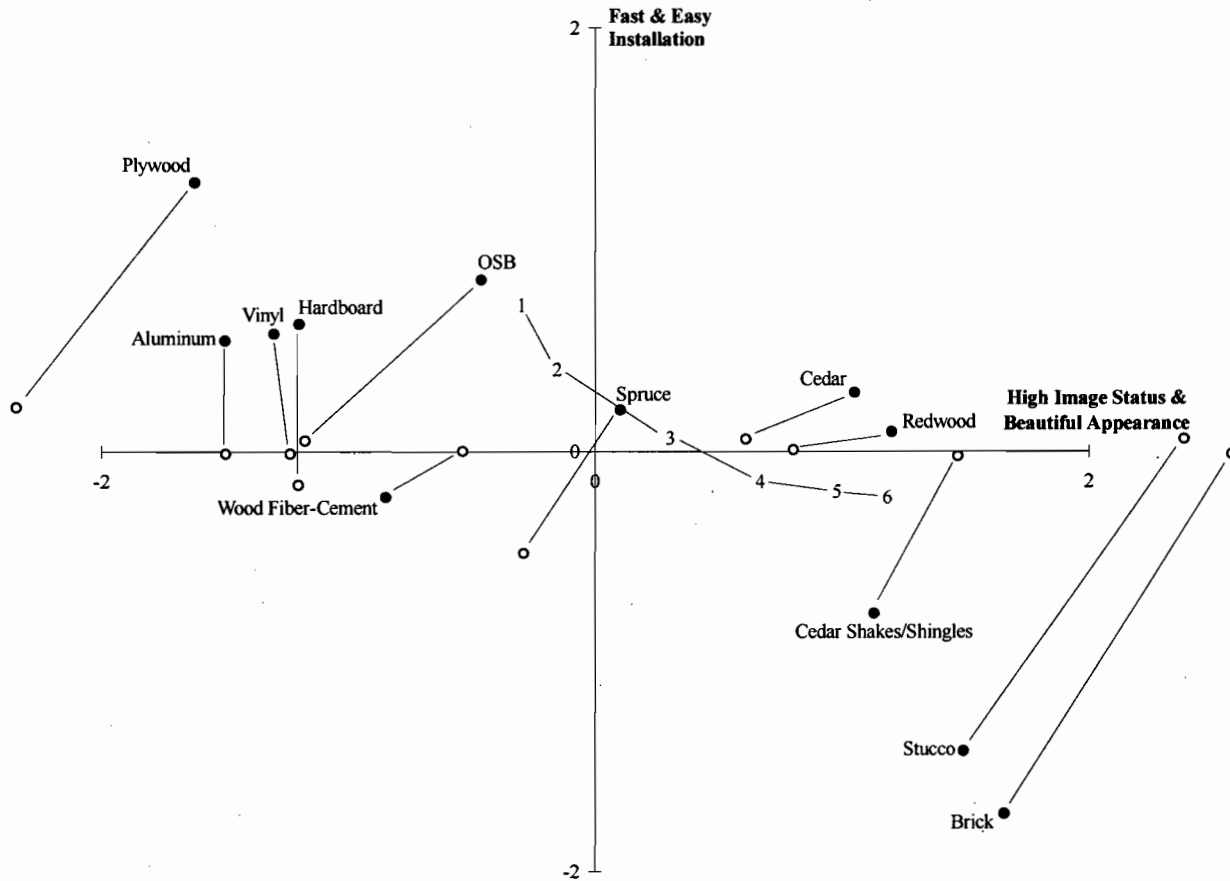 Fast & Easy
Installation
2
Plywood
OSB
Vinyl
Hardboard
Aluminum
1
2
Spruce
Cedar
Redwood
High Image Status &
Beautiful Appearance
3
-2
0
0
2
4
5
6
Wood Fiber-Cement
Cedar Shakes/Shingles
Stucco
Brick
-2